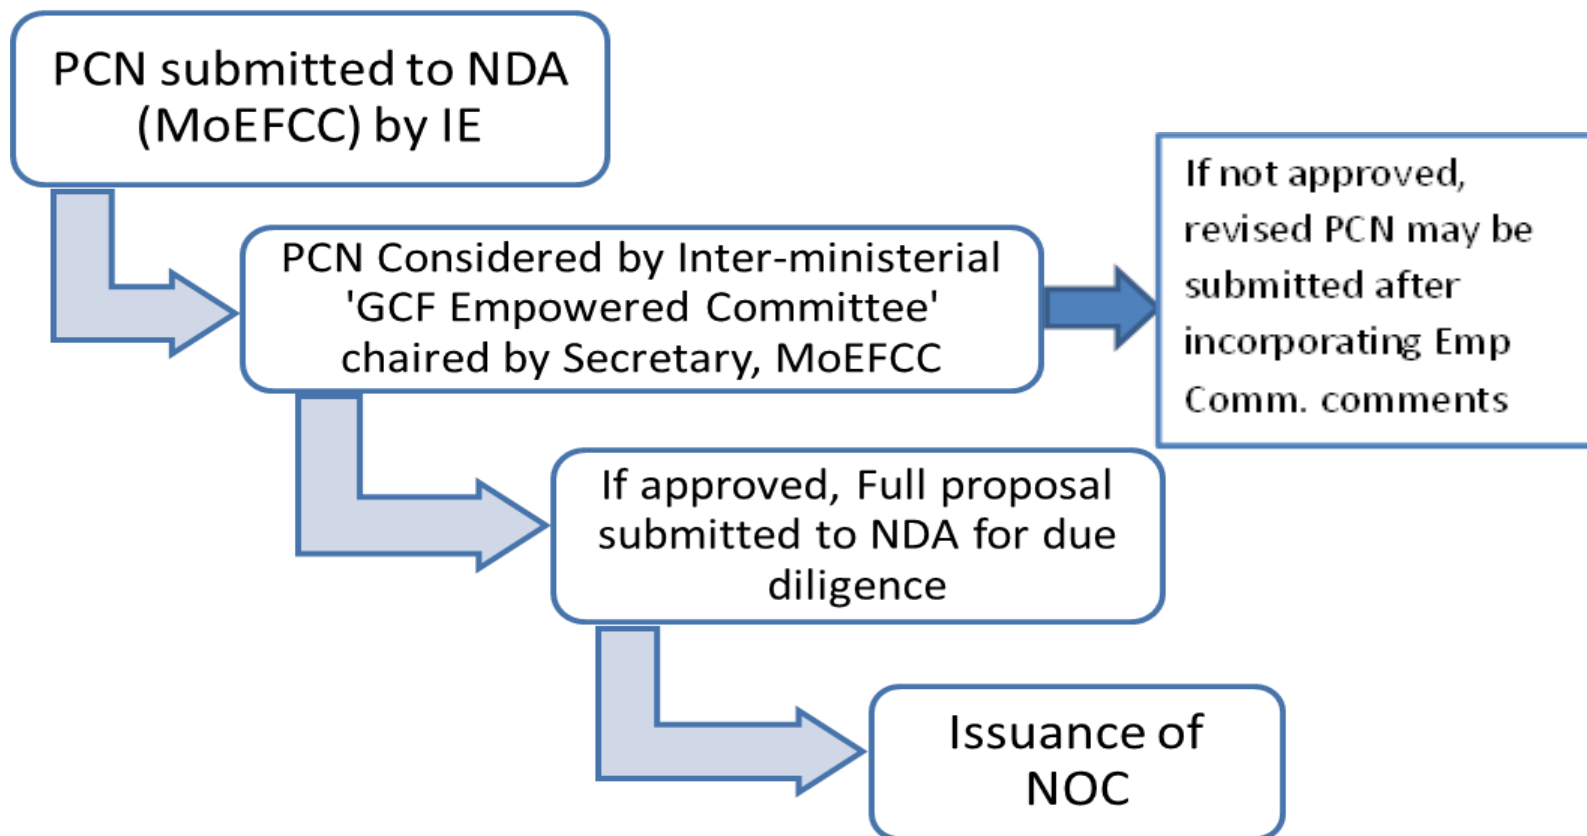 PCN submitted to NDA
(MoEFCC) by IE
PCN Considered by Inter-ministerial
'GCF Empowered Committee'
chaired by Secretary, MoEFCC
If not approved,
revised PCN may be
submitted after
incorporating Emp
Comm. comments
If approved, Full proposal
submitted to NDA for due
diligence
Issuance of
NOC